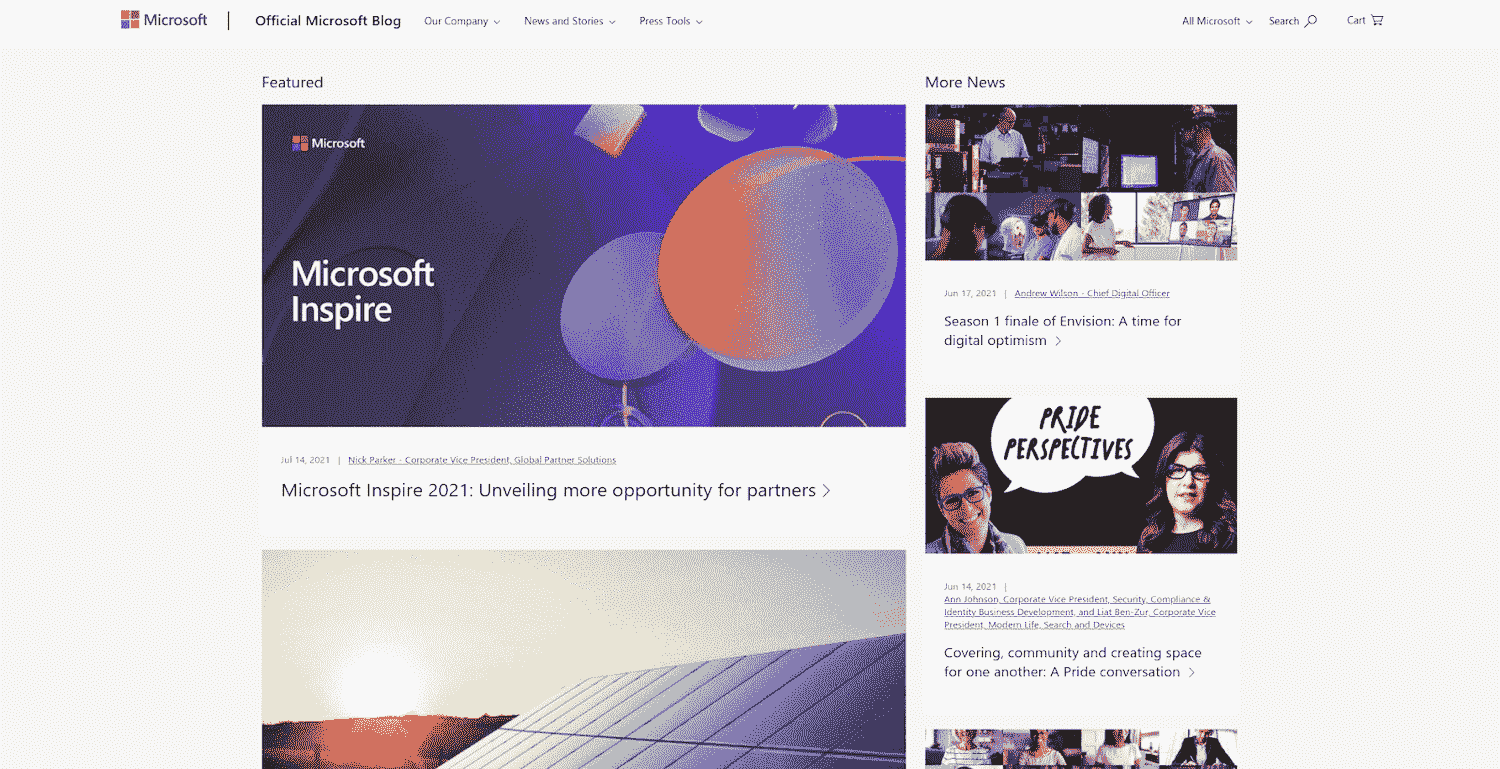 Microsoft
Official Microsoft Blog
Our Company
News and Stories
Press Tools
All Microsoft
Search
Cart
Featured
Microsoft
Microsoft
Inspire
Jul 14, 2021 | Nick Parker - Corporate Vice President, Global Partner Solutions
Microsoft Inspire 2021: Unveiling more opportunity for partners
More News
Jun 17, 2021 | Andrew Wilson - Chief Digital Officer
Season 1 finale of Envision: A time for
digital optimism
PRIDE
PERSPECTIVES
Jun 14, 2021 |
Ann Johnson, Corporate Vice President, Security, Compliance &
Identity Business Development, and Liat Ben-Zur, Corporate Vice
President, Modern Life, Search and Devices
Covering, community and creating space
for one another: A Pride conversation